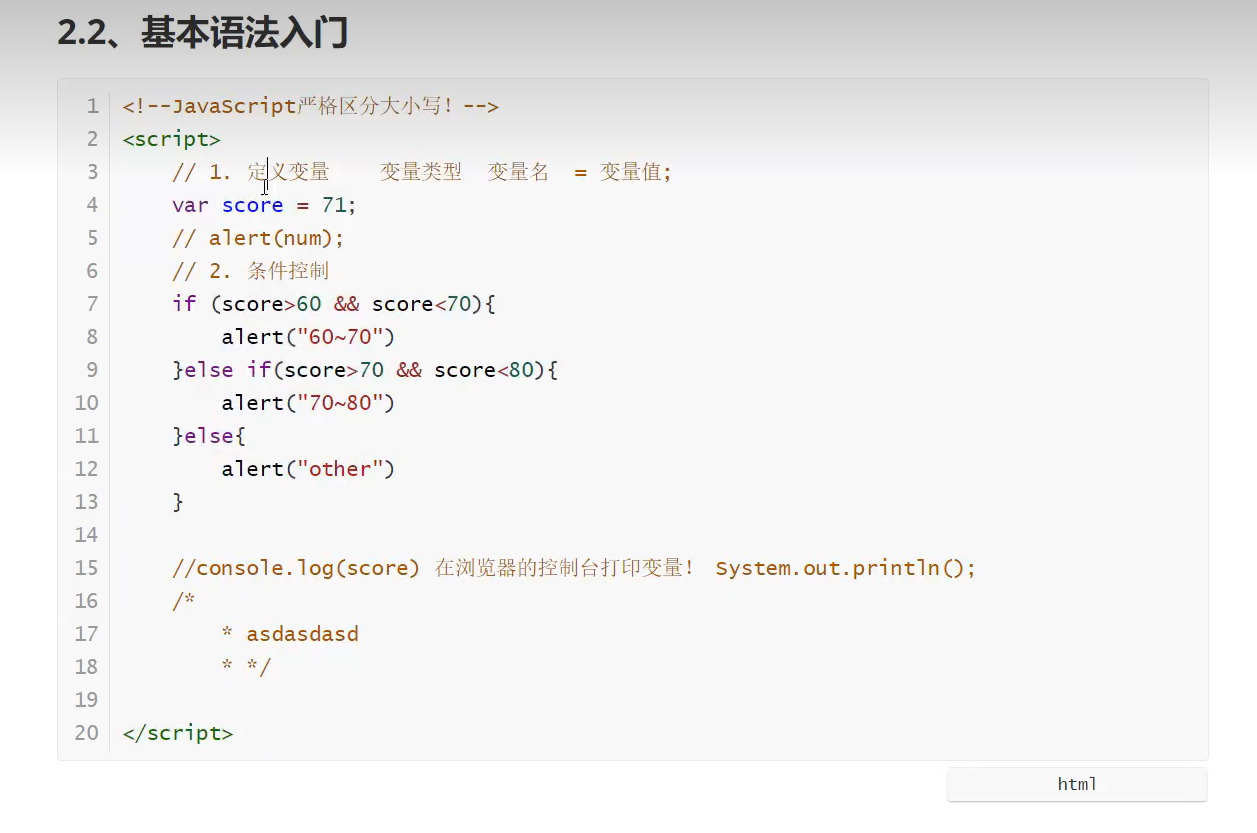 2.2、基本语法入门
1 <!--JavaScript严格区分大小写！-->
2 <script>
3 // 1. 定义变量 变量类型 变量名 = 变量值;
4 var score = 71;
5 // alert(num);
6 // 2. 条件控制
7 if (score>60 && score<70){
8 alert("60~70")
9 }else if(score>70 && score<80){
10 alert("70~80")
11 }else{
12 alert("other")
13 }
14
15 //console.log(score) 在浏览器的控制台打印变量！ System.out.println();
16 /*
17 * asdasdasd
18 * */
19
20 </script>
html